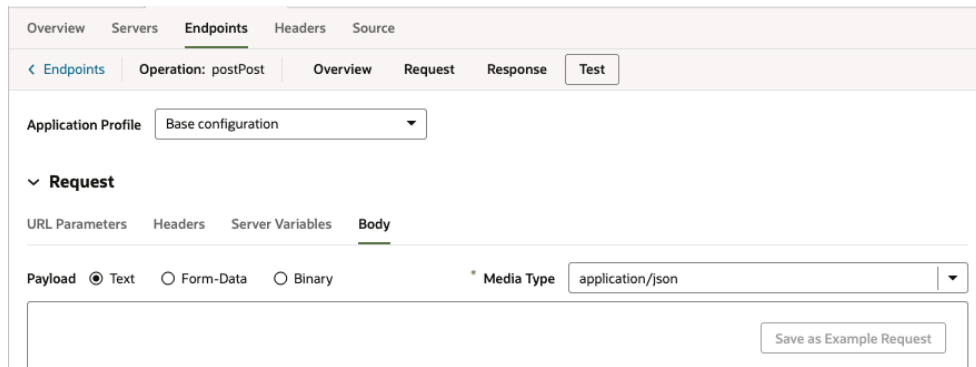 Overview Servers Endpoints Headers Source
< Endpoints Operation: postPost Overview Request Response Test
Application Profile Base configuration
Request
URL Parameters Headers Server Variables Body
Payload Text Form-Data Binary * Media Type application/json
Save as Example Request